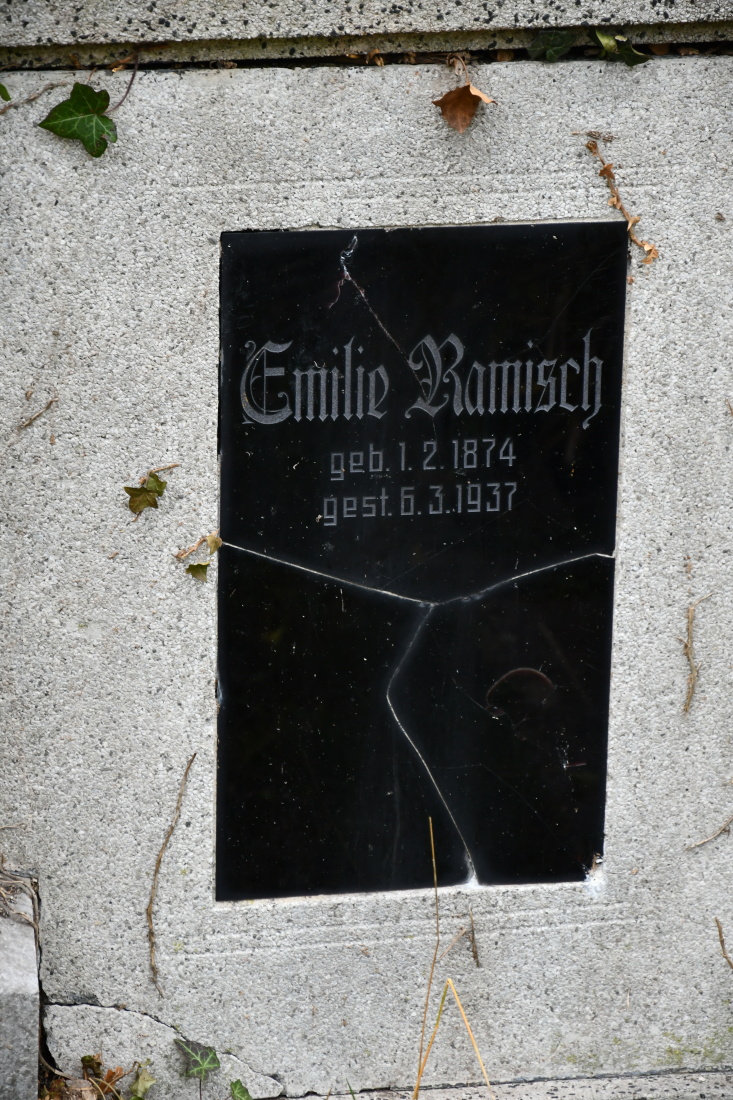 Emilie Ramisch
geb. 1. 2. 1874
gest. 6. 3. 1937